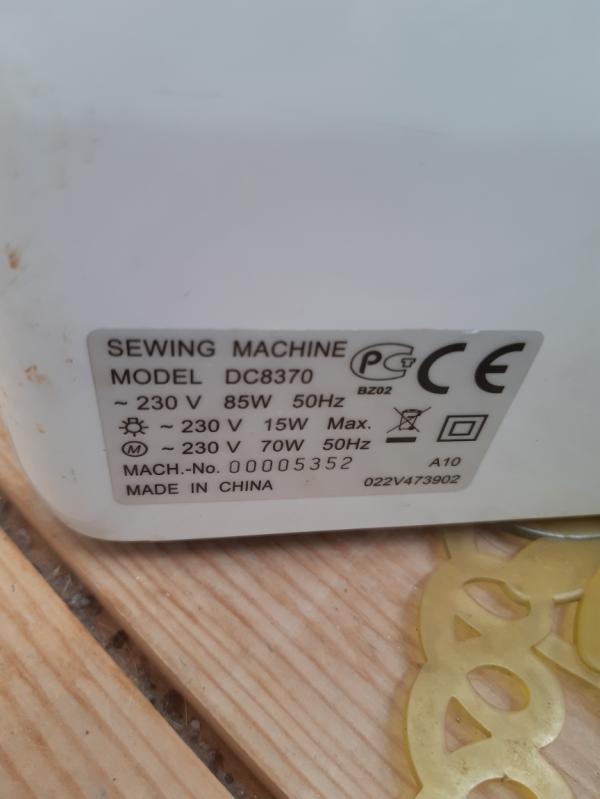 SEWING MACHINE
MODEL DC8370
~ 230 V 85W 50Hz
~ 230 V 15W Max.
M ~ 230 V 70W 50Hz
MACH.-No. 00005352
MADE IN CHINA
PCT
BZ02
CE
A10
022V473902